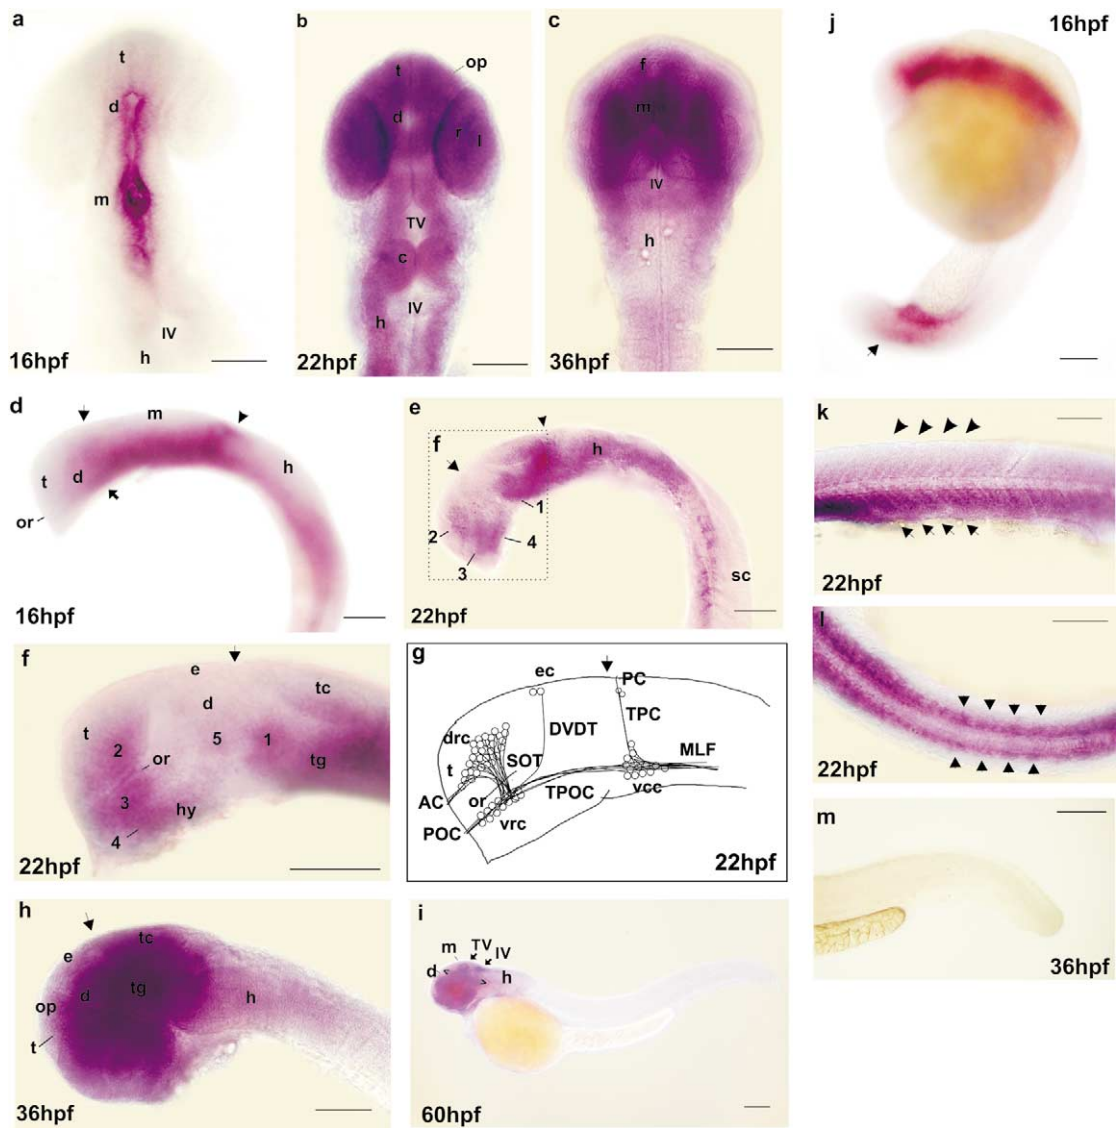 a
t
d
m
IV
h
16hpf
b
t
op
d
r
l
TV
c
IV
h
22hpf
c
f
m
IV
h
36hpf
j
16hpf
d
m
t
d
h
or
16hpf
e
f
h
1
2
4
3
sc
22hpf
k
22hpf
f
e
d
tc
t
2
or
5
1
tg
3
hy
4
22hpf
g
ec
PC
drc
DVDT
TPC
t
SOT
MLF
AC
or
TPOC
vcc
POC
vrc
22hpf
l
22hpf
m
36hpf
h
e
tc
tg
op
d
h
t
36hpf
i
m
TV
IV
d
h
60hpf